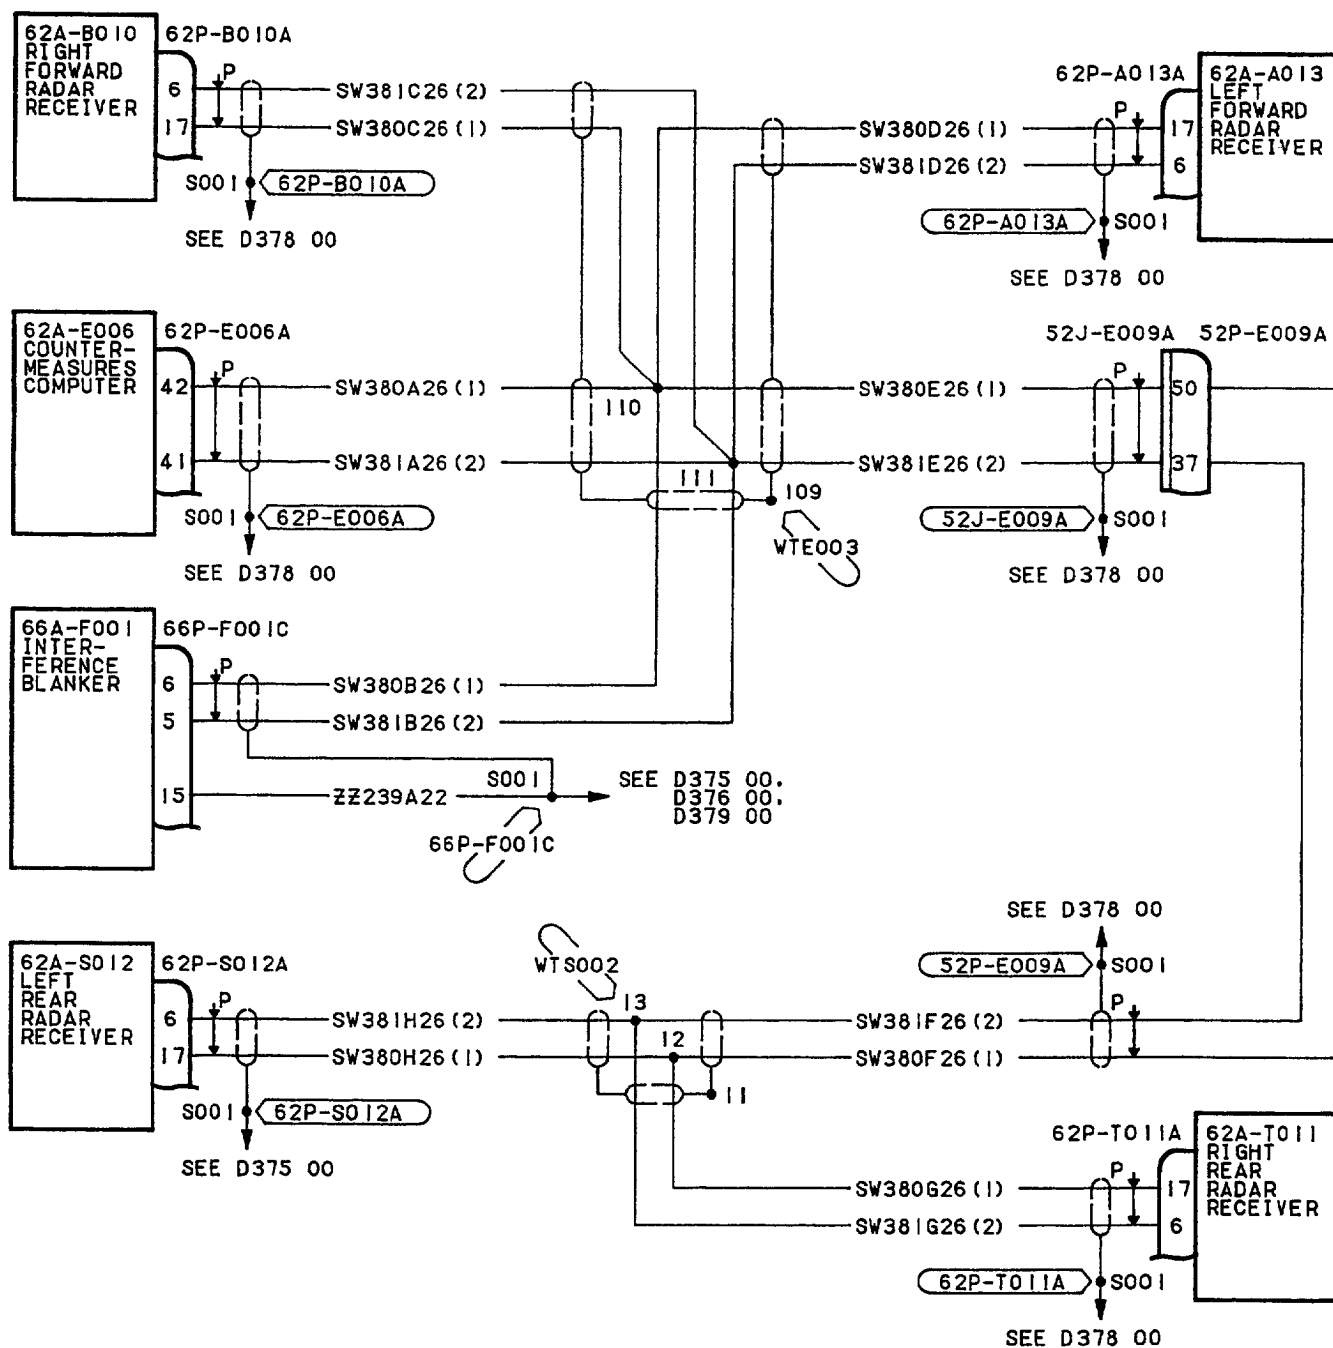 62A-B010
RIGHT
FORWARD
RADAR
RECEIVER
62P-B010A
6
17
P
SW381C26(2)
SW380C26(1)
S001
62P-B010A
SEE D378 00
62P-A013A
62A-A013
LEFT
FORWARD
RADAR
RECEIVER
P
17
6
SW380D26(1)
SW381D26(2)
62P-A013A
S001
SEE D378 00
62A-E006
COUNTER-
MEASURES
COMPUTER
62P-E006A
42
41
P
SW380A26(1)
SW381A26(2)
S001
62P-E006A
SEE D378 00
110
111
109
WTE003
52J-E009A
52P-E009A
P
50
37
SW380E26(1)
SW381E26(2)
52J-E009A
S001
SEE D378 00
66A-F001
INTER-
FERENCE
BLANKER
66P-F001C
6
5
15
P
SW380B26(1)
SW381B26(2)
ZZ239A22
S001
SEE D375 00,
D376 00,
D379 00
66P-F001C
62A-S012
LEFT
REAR
RADAR
RECEIVER
62P-S012A
6
17
P
SW381H26(2)
SW380H26(1)
S001
62P-S012A
SEE D375 00
WTS002
13
12
11
SEE D378 00
52P-E009A
S001
P
SW381F26(2)
SW380F26(1)
62P-T011A
62A-T011
RIGHT
REAR
RADAR
RECEIVER
P
17
6
SW380G26(1)
SW381G26(2)
62P-T011A
S001
SEE D378 00